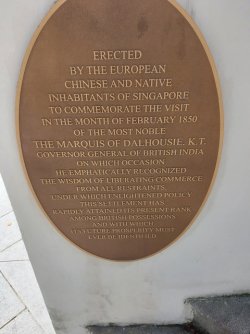 ERECTED
BY THE EUROPEAN
CHINESE AND NATIVE
INHABITANTS OF SINGAPORE
TO COMMEMORATE THE VISIT
IN THE MONTH OF FEBRUARY 1850
OF THE MOST NOBLE
THE MARQUIS OF DALHOUSIE, K.T.
GOVERNOR GENERAL OF BRITISH INDIA
ON WHICH OCCASION
HE EMPHATICALLY RECOGNIZED
THE WISDOM OF LIBERATING COMMERCE
FROM ALL RESTRAINTS,
UNDER WHICH ENLIGHTENED POLICY
THIS SETTLEMENT HAS
RAPIDLY ATTAINED ITS PRESENT RANK
AMONG BRITISH POSSESSIONS
AND WITH WHICH
ITS FUTURE PROSPERITY MUST
EVER BE IDENTIFIED